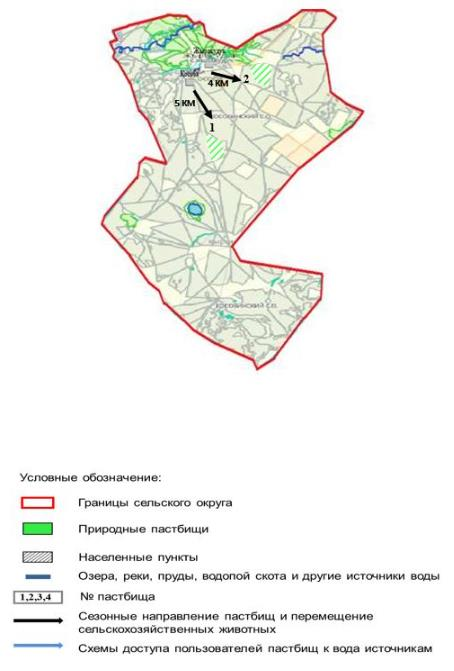 4 КМ
2
5 КМ
1
КОСОБИНСКИЙ С.О.
Условные обозначение:
Границы сельского округа
Природные пастбищи
Населенные пункты
Озера, реки, пруды, водопой скота и другие источники воды
1,2,3,4
№ пастбища
Сезонные направление пастбищ и перемещение
сельскохозяйственных животных
Схемы доступа пользователей пастбищ к вода источникам